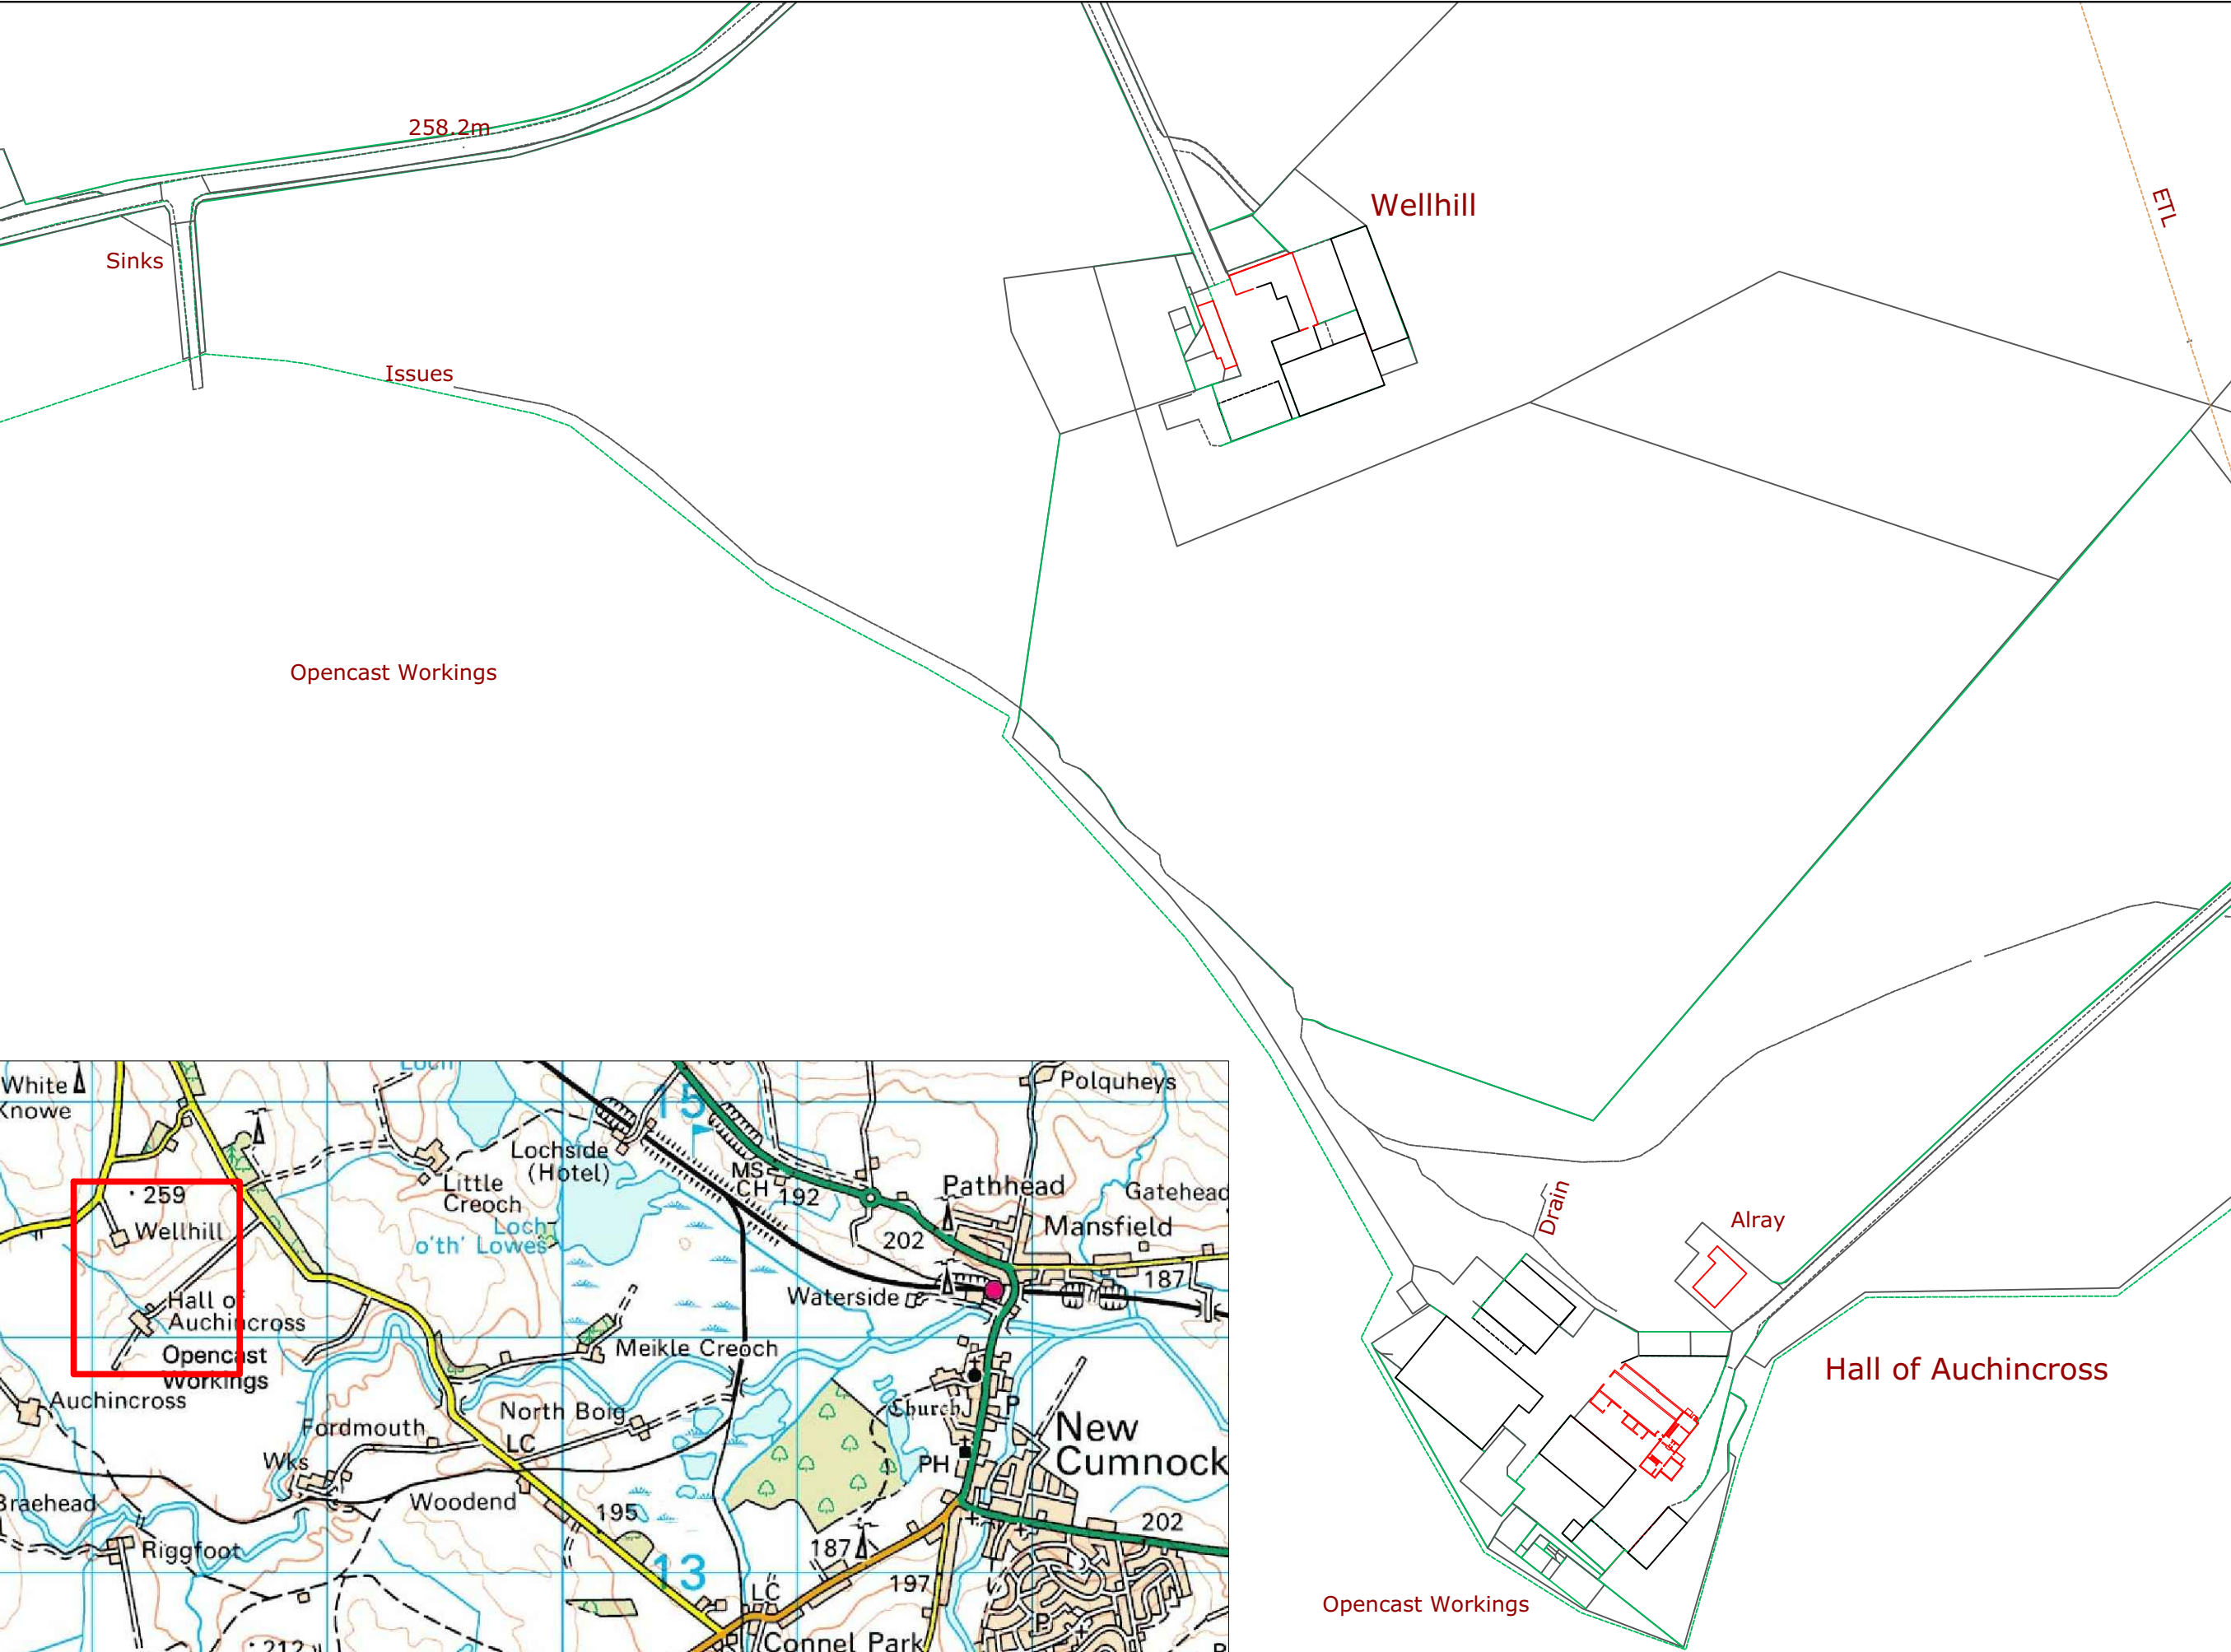 258.2m
Wellhill
ETL
Sinks
Issues
Opencast Workings
Drain
Alray
Hall of Auchincross
Opencast Workings
White
Knowe
259
Wellhill
Hall of
Auchincross
Opencast
Workings
Auchincross
Little
Creoch
Lochside
(Hotel)
Loch
o'th' Lowes
15
MS
CH
192
Pathhead
Polquheys
Gatehead
Mansfield
202
187
Waterside
Meikle Creoch
Church
P
New
Cumnock
PH
North Boig
LC
Fordmouth
Wks
Woodend
195
Braehead
Riggfoot
13
187
197
202
LC
P
Connel Park
212